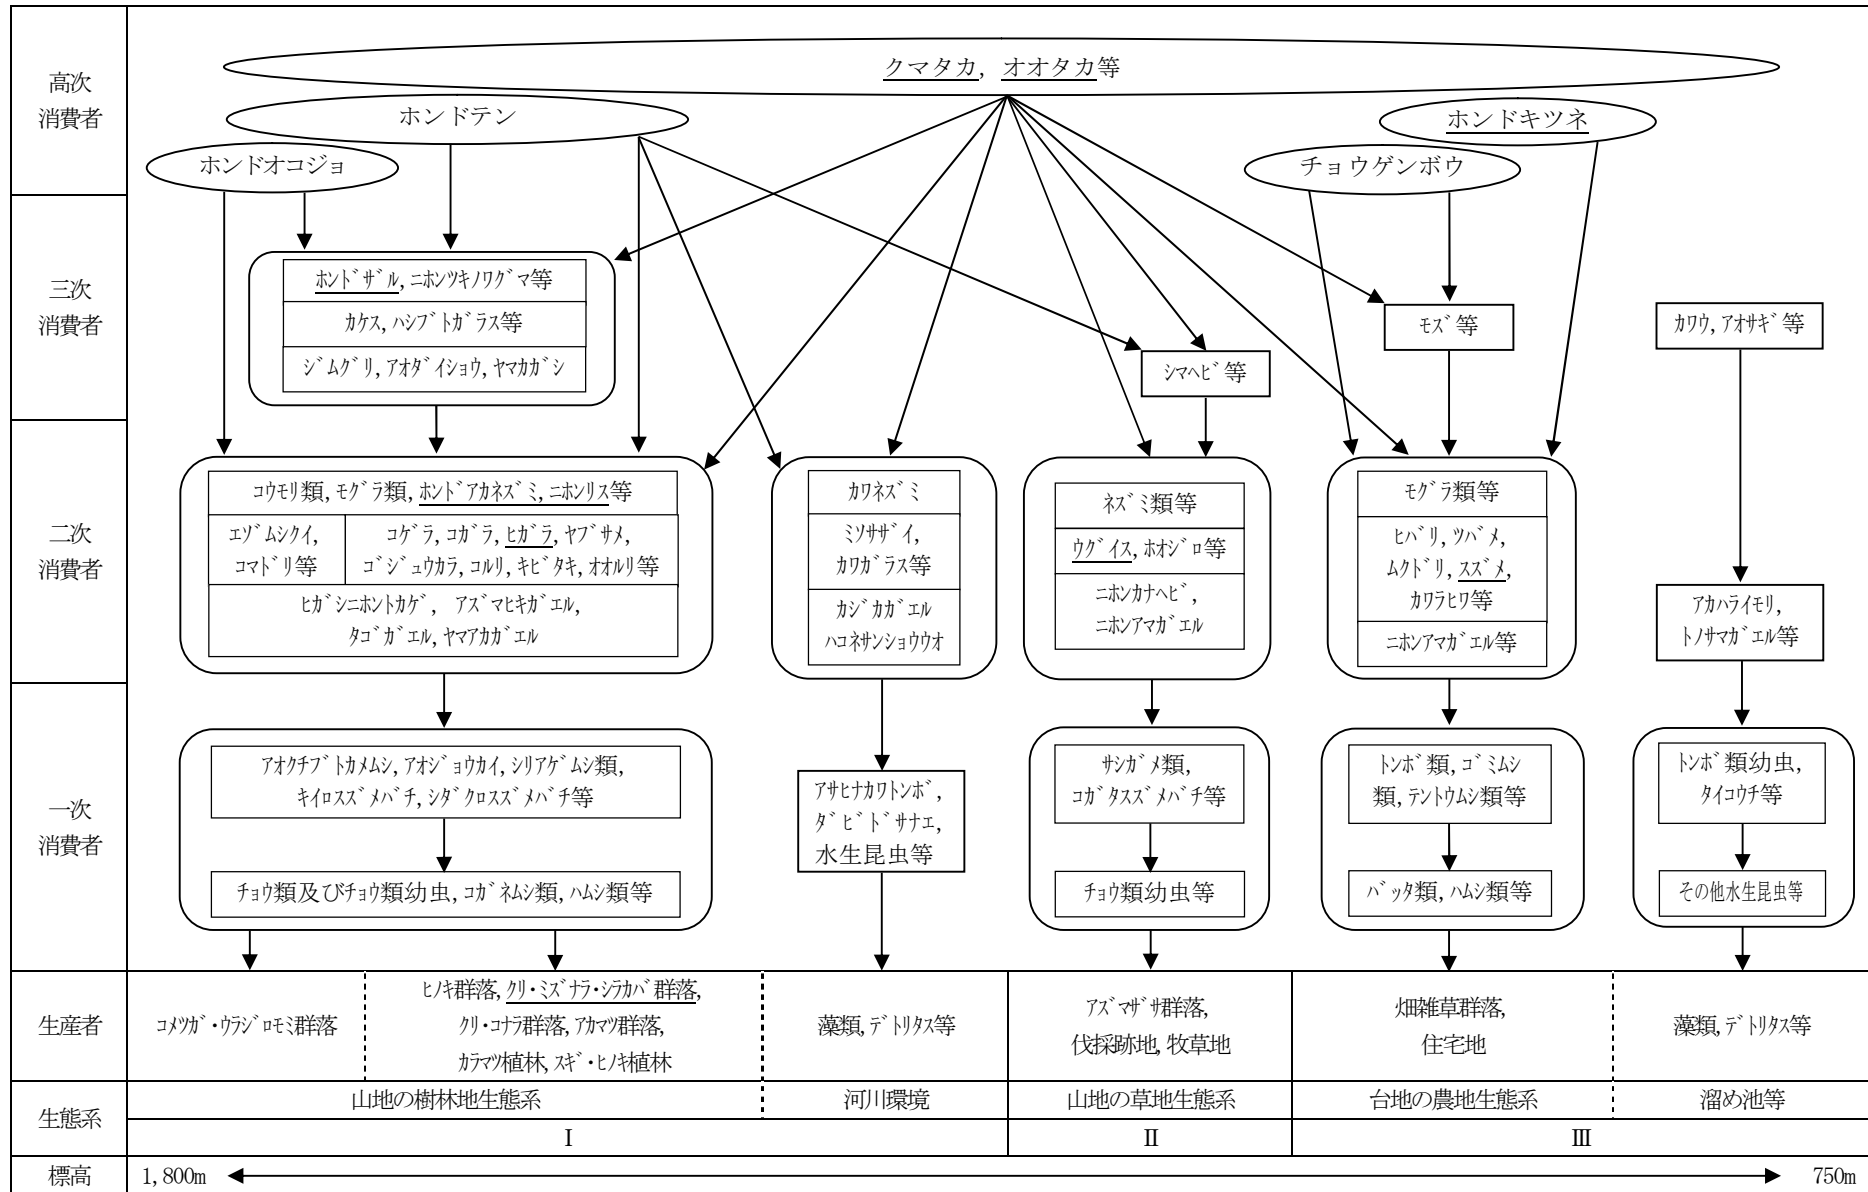 高次
消費者
クマタカ，オオタカ等
ホンドテン
ホンドキツネ
ホンドオコジョ
チョウゲンボウ
三次
消費者
ﾎﾝﾄﾞｻﾞﾙ,ﾆﾎﾝﾂｷﾉﾜｸﾞﾏ等
ｶｹｽ,ﾊｼﾌﾞﾄｶﾞﾗｽ等
ｼﾞﾑｸﾞﾘ,ｱｵﾀﾞｲｼｮｳ,ﾔﾏｶｶﾞｼ
ｼﾏﾍﾋﾞ等
ﾓｽﾞ等
ｶﾜｳ,ｱｵｻｷﾞ等
二次
消費者
ｺｳﾓﾘ類,ﾓｸﾞﾗ類,ﾎﾝﾄﾞｱｶﾈｽﾞﾐ,ﾆﾎﾝﾘｽ等
ｴｿﾞﾑｼｸｲ,
ｺﾏﾄﾞﾘ等
ｺｹﾞﾗ,ｺｶﾞﾗ,ﾋｶﾞﾗ,ﾔﾌﾞｻﾒ,
ｺﾞｼﾞｭｳｶﾗ,ｺﾙﾘ,ｷﾋﾞﾀｷ,ｵｵﾙﾘ等
ﾋｶﾞｼﾆﾎﾝﾄｶｹﾞ, ｱｽﾞﾏﾋｷｶﾞｴﾙ,
ﾀｺﾞｶﾞｴﾙ,ﾔﾏｱｶｶﾞｴﾙ
ｶﾜﾈｽﾞﾐ
ﾐｿｻｻﾞｲ,
ｶﾜｶﾞﾗｽ等
ｶｼﾞｶｶﾞｴﾙ
ﾊｺﾈｻﾝｼｮｳｳｵ
ﾈｽﾞﾐ類等
ｳｸﾞｲｽ,ﾎｵｼﾞﾛ等
ﾆﾎﾝｶﾅﾍﾋﾞ,
ﾆﾎﾝｱﾏｶﾞｴﾙ
ﾓｸﾞﾗ類等
ﾋﾊﾞﾘ,ﾂﾊﾞﾒ,
ﾑｸﾄﾞﾘ,ｽｽﾞﾒ,
ｶﾜﾗﾋﾜ等
ﾆﾎﾝｱﾏｶﾞｴﾙ等
ｱｶﾊﾗｲﾓﾘ,
ﾄﾉｻﾏｶﾞｴﾙ等
一次
消費者
ｱｵｸﾁﾌﾞﾄｶﾒﾑｼ,ｱｵｼﾞｮｳｶｲ,ｼﾘｱｹﾞﾑｼ類,
ｷｲﾛｽｽﾞﾒﾊﾞﾁ,ｼﾀﾞｸﾛｽｽﾞﾒﾊﾞﾁ等
ﾁｮｳ類及びﾁｮｳ類幼虫,ｺｶﾞﾈﾑｼ類,ﾊﾑｼ類等
ｱｻﾋﾅｶﾜﾄﾝﾎﾞ,
ﾀﾞﾋﾞﾄﾞｻﾅｴ,
水生昆虫等
ｻｼｶﾞﾒ類,
ｺｶﾞﾀｽｽﾞﾒﾊﾞﾁ等
ﾁｮｳ類幼虫等
ﾄﾝﾎﾞ類,ｺﾞﾐﾑｼ
類,ﾃﾝﾄｳﾑｼ類等
ﾊﾞｯﾀ類,ﾊﾑｼ類等
ﾄﾝﾎﾞ類幼虫,
ﾀｲｺｳﾁ等
その他水生昆虫等
生産者
ｺﾒﾂｶﾞ・ｳﾗｼﾞﾛﾓﾐ群落
ﾋﾉｷ群落,ｸﾘ・ﾐｽﾞﾅﾗ・ｼﾗｶﾊﾞ群落,
ｸﾘ・ｺﾅﾗ群落,ｱｶﾏﾂ群落,
ｶﾗﾏﾂ植林,ｽｷﾞ・ﾋﾉｷ植林
藻類,ﾃﾞﾄﾘﾀｽ等
ｱｽﾞﾏｻﾞｻ群落,
伐採跡地,牧草地
畑雑草群落,
住宅地
藻類,ﾃﾞﾄﾘﾀｽ等
生態系
山地の樹林地生態系
河川環境
山地の草地生態系
台地の農地生態系
溜め池等
Ⅰ
Ⅱ
Ⅲ
標高
1,800m
750m